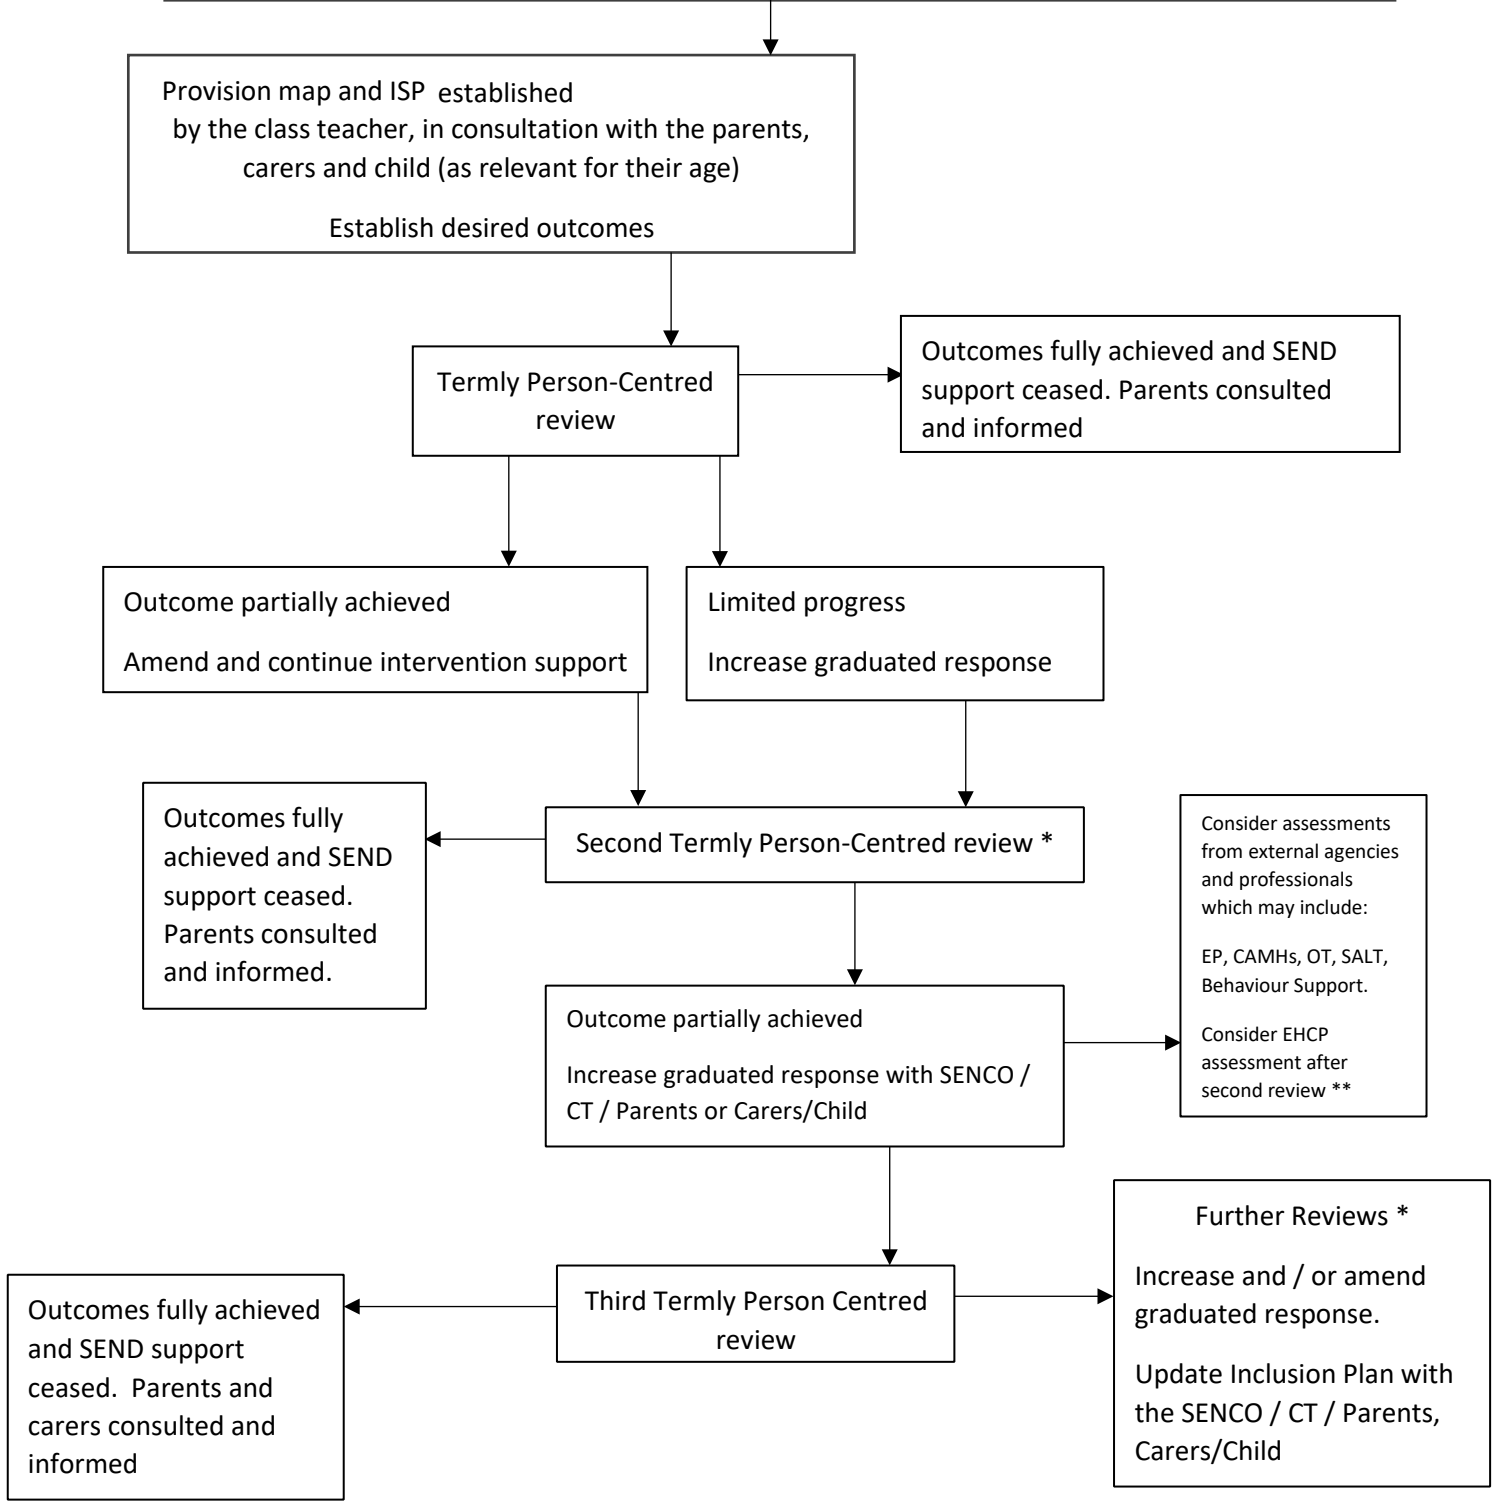 Provision map and ISP established
by the class teacher, in consultation with the parents,
carers and child (as relevant for their age)
Establish desired outcomes
Termly Person-Centred
review
Outcomes fully achieved and SEND
support ceased. Parents consulted
and informed
Outcome partially achieved
Amend and continue intervention support
Limited progress
Increase graduated response
Outcomes fully
achieved and SEND
support ceased.
Parents consulted
and informed.
Second Termly Person-Centred review *
Consider assessments
from external agencies
and professionals
which may include:
EP, CAMHs, OT, SALT,
Behaviour Support.
Consider EHCP
assessment after
second review **
Outcome partially achieved
Increase graduated response with SENCO /
CT / Parents or Carers/Child
Outcomes fully achieved
and SEND support
ceased.  Parents and
carers consulted and
informed
Third Termly Person Centred
review
Further Reviews *
Increase and / or amend
graduated response.
Update Inclusion Plan with
the SENCO / CT / Parents,
Carers/Child